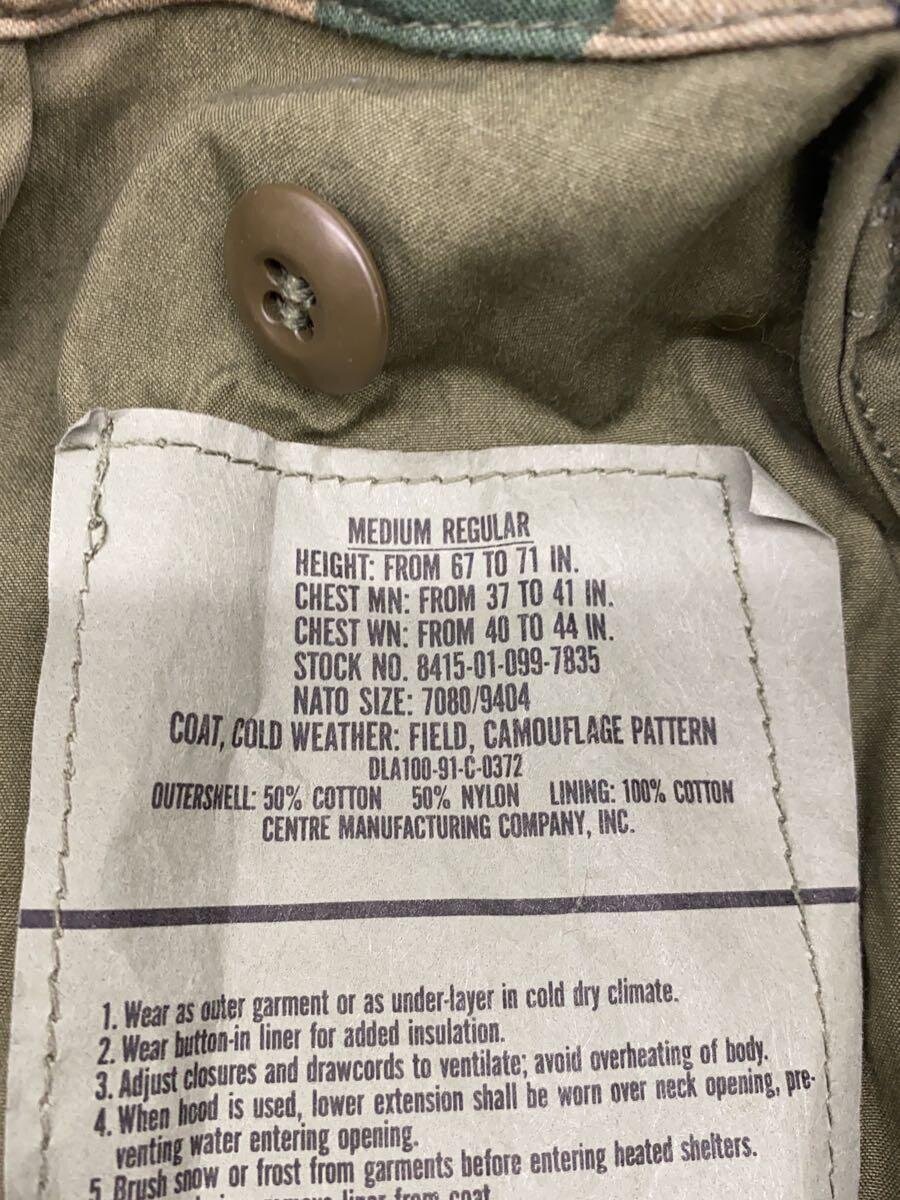 MEDIUM REGULAR
HEIGHT: FROM 67 TO 71 IN.
CHEST MN: FROM 37 TO 41 IN.
CHEST WN: FROM 40 TO 44 IN.
STOCK NO. 8415-01-099-7835
NATO SIZE: 7080/9404
COAT, COLD WEATHER: FIELD, CAMOUFLAGE PATTERN
DLA100-91-C-0372
OUTERSHELL: 50% COTTON 50% NYLON LINING: 100% COTTON
CENTRE MANUFACTURING COMPANY, INC.
1. Wear as outer garment or as under-layer in cold dry climate.
2. Wear button-in liner for added insulation.
3. Adjust closures and drawcords to ventilate; avoid overheating of body.
4. When hood is used, lower extension shall be worn over neck opening, pre-
venting water entering opening.
5 Brush snow or frost from garments before entering heated shelters.
remove liner from coat